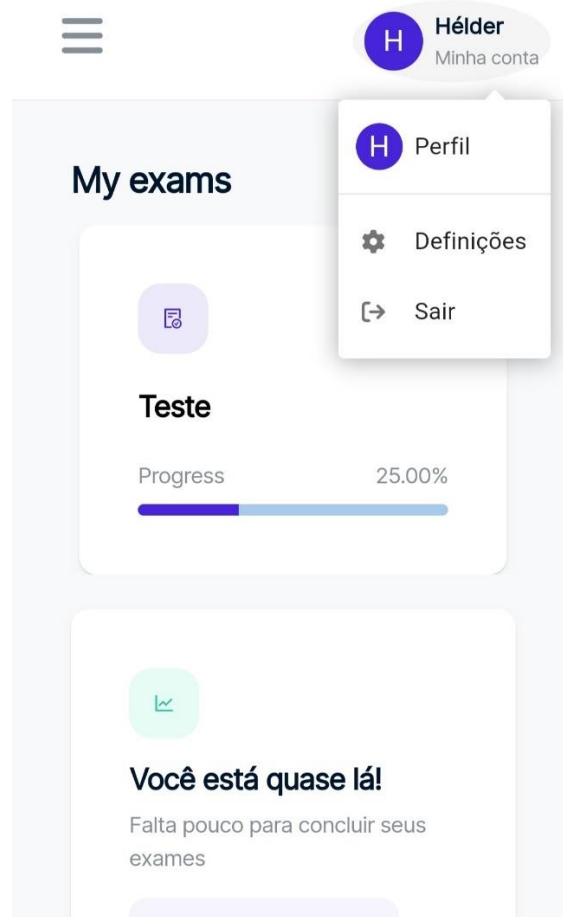 H
Hélder
Minha conta
H
Perfil
My exams
Definições
Sair
Teste
Progress 25.00%
Você está quase lá!
Falta pouco para concluir seus
exames